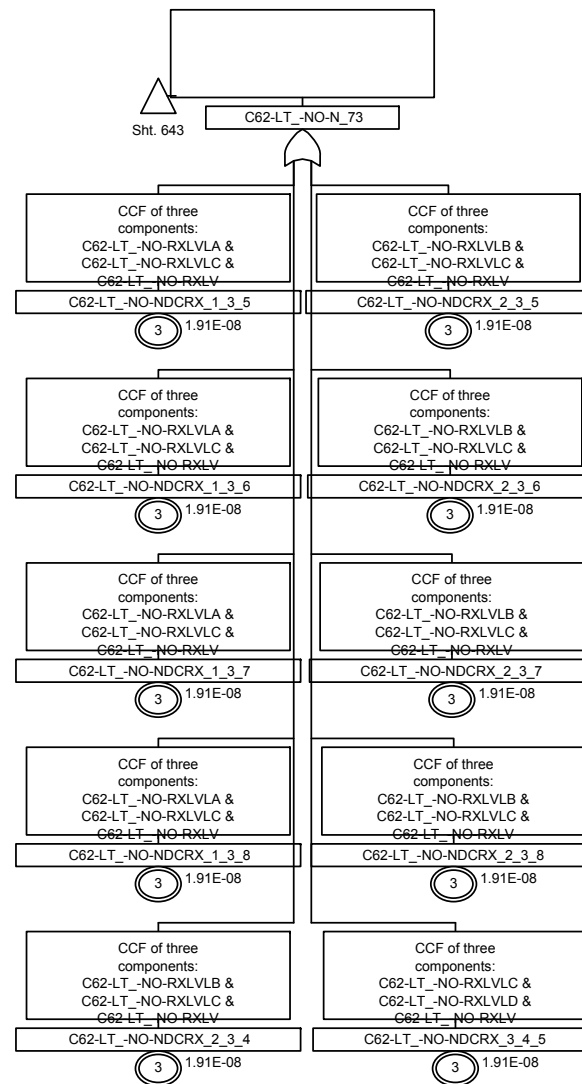 Sht. 643
C62-LT_-NO-N_73
CCF of three
components:
C62-LT_-NO-RXLVLA &
C62-LT_-NO-RXLVLC &
C62-LT_-NO-RXLV
C62-LT_-NO-NDCRX_1_3_5
3
1.91E-08
CCF of three
components:
C62-LT_-NO-RXLVLB &
C62-LT_-NO-RXLVLC &
C62-LT_-NO-RXLV
C62-LT_-NO-NDCRX_2_3_5
3
1.91E-08
CCF of three
components:
C62-LT_-NO-RXLVLA &
C62-LT_-NO-RXLVLC &
C62-LT_-NO-RXLV
C62-LT_-NO-NDCRX_1_3_6
3
1.91E-08
CCF of three
components:
C62-LT_-NO-RXLVLB &
C62-LT_-NO-RXLVLC &
C62-LT_-NO-RXLV
C62-LT_-NO-NDCRX_2_3_6
3
1.91E-08
CCF of three
components:
C62-LT_-NO-RXLVLA &
C62-LT_-NO-RXLVLC &
C62-LT_-NO-RXLV
C62-LT_-NO-NDCRX_1_3_7
3
1.91E-08
CCF of three
components:
C62-LT_-NO-RXLVLB &
C62-LT_-NO-RXLVLC &
C62-LT_-NO-RXLV
C62-LT_-NO-NDCRX_2_3_7
3
1.91E-08
CCF of three
components:
C62-LT_-NO-RXLVLA &
C62-LT_-NO-RXLVLC &
C62-LT_-NO-RXLV
C62-LT_-NO-NDCRX_1_3_8
3
1.91E-08
CCF of three
components:
C62-LT_-NO-RXLVLB &
C62-LT_-NO-RXLVLC &
C62-LT_-NO-RXLV
C62-LT_-NO-NDCRX_2_3_8
3
1.91E-08
CCF of three
components:
C62-LT_-NO-RXLVLB &
C62-LT_-NO-RXLVLC &
C62-LT_-NO-RXLV
C62-LT_-NO-NDCRX_2_3_4
3
1.91E-08
CCF of three
components:
C62-LT_-NO-RXLVLC &
C62-LT_-NO-RXLVLD &
C62-LT_-NO-RXLV
C62-LT_-NO-NDCRX_3_4_5
3
1.91E-08